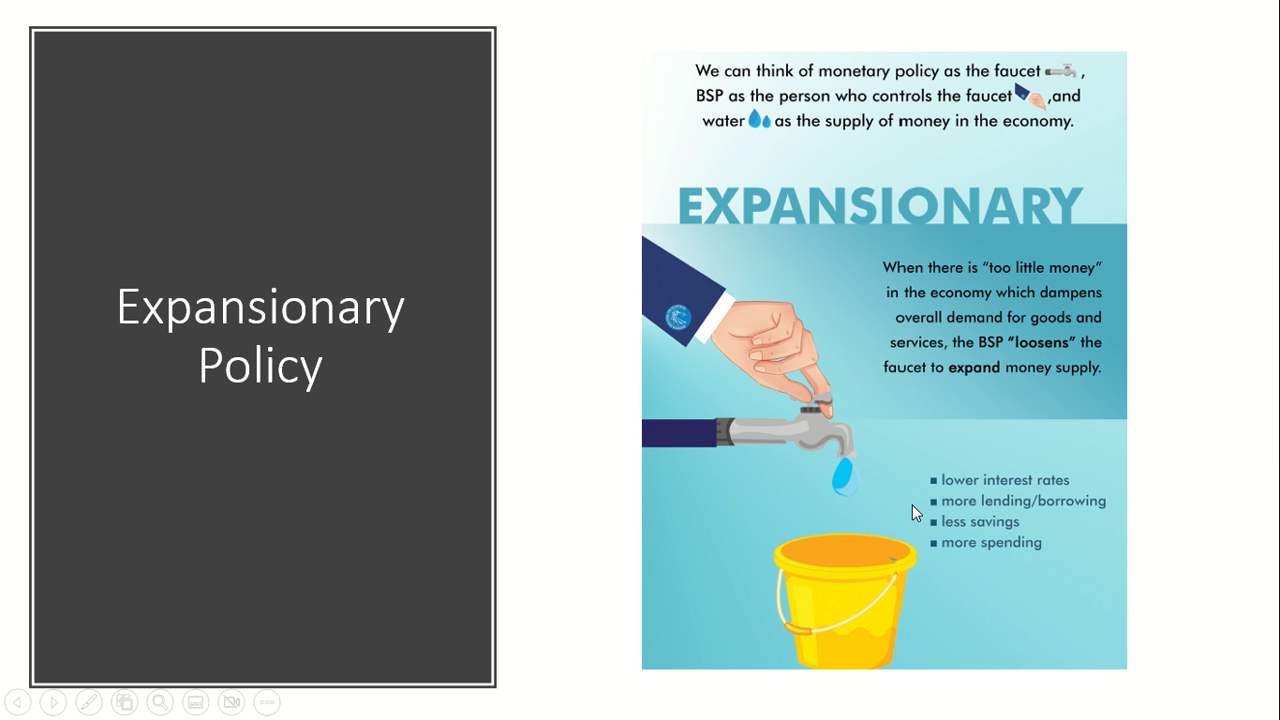 Expansionary
Policy
We can think of monetary policy as the faucet ,
BSP as the person who controls the faucet ,and
water as the supply of money in the economy.
EXPANSIONARY
When there is “too little money”
in the economy which dampens
overall demand for goods and
services, the BSP “loosens” the
faucet to expand money supply.
▪ lower interest rates
▪ more lending/borrowing
▪ less savings
▪ more spending